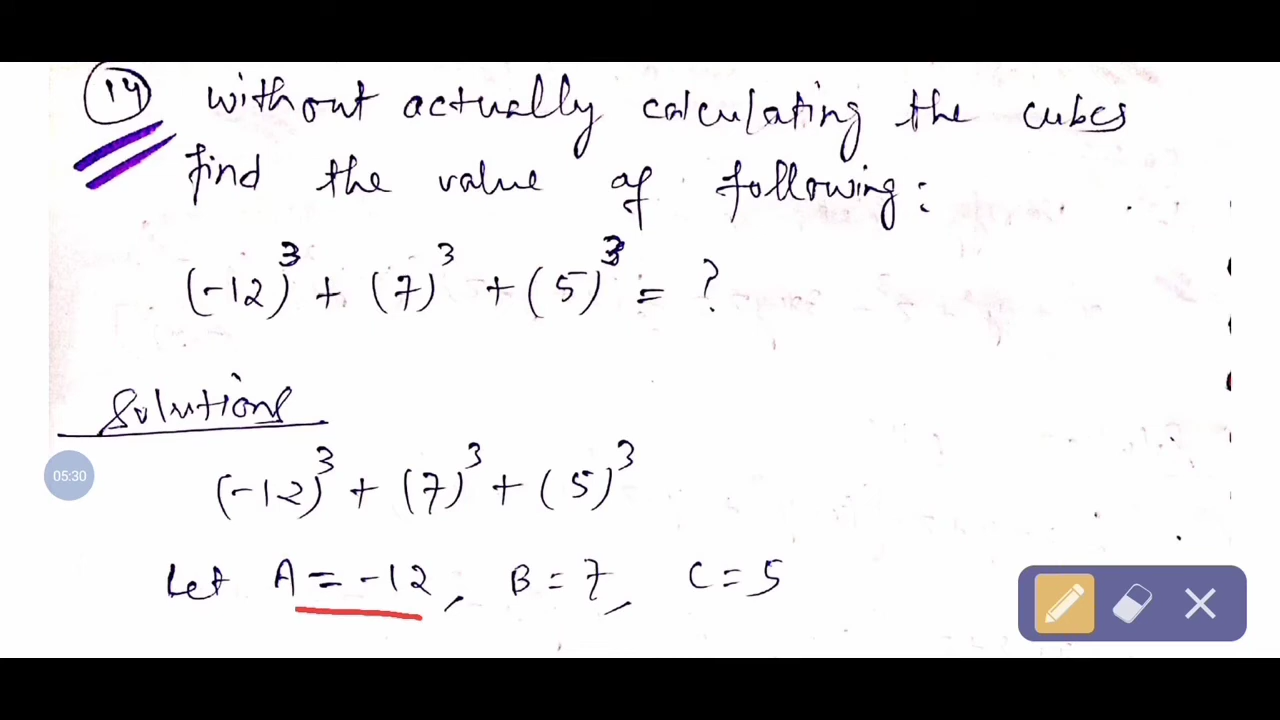 14 without actually calculating the cubes
find the value of following:
(-12)³ + (7)³ + (5)³ = ?
Solutions
05:30
(-12)³ + (7)³ + (5)³
Let A = -12, B = 7, C = 5